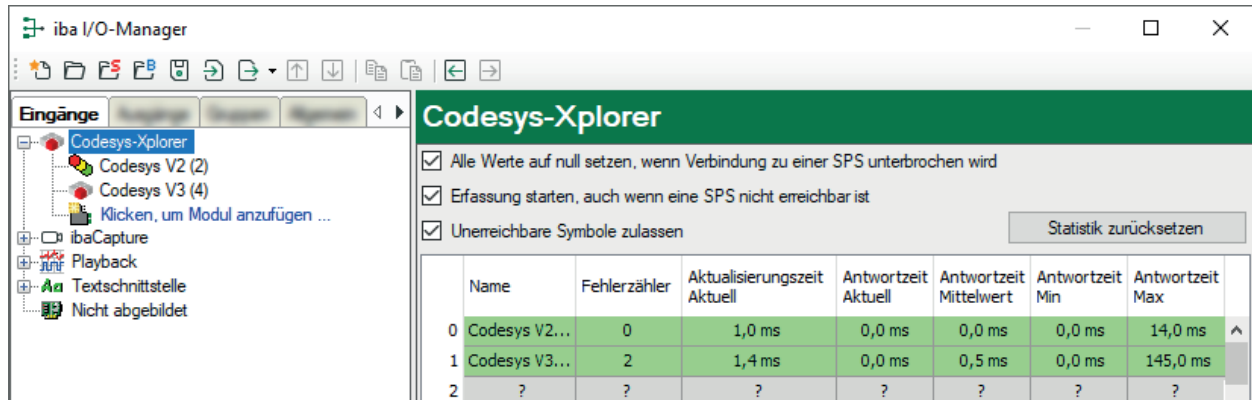 iba I/O-Manager
Eingänge
Codesys-Xplorer
Codesys V2 (2)
Codesys V3 (4)
Klicken, um Modul anzufügen ...
ibaCapture
Playback
Textschnittstelle
Nicht abgebildet
Codesys-Xplorer
Alle Werte auf null setzen, wenn Verbindung zu einer SPS unterbrochen wird
Erfassung starten, auch wenn eine SPS nicht erreichbar ist
Unerreichbare Symbole zulassen
Statistik zurücksetzen
Name Fehlerzähler Aktualisierungszeit Aktuell Antwortzeit Aktuell Antwortzeit Mittelwert Antwortzeit Min Antwortzeit Max
0 Codesys V2... 0 1,0 ms 0,0 ms 0,0 ms 0,0 ms 14,0 ms
1 Codesys V3... 2 1,4 ms 0,0 ms 0,5 ms 0,0 ms 145,0 ms
2 ? ? ? ? ? ? ?